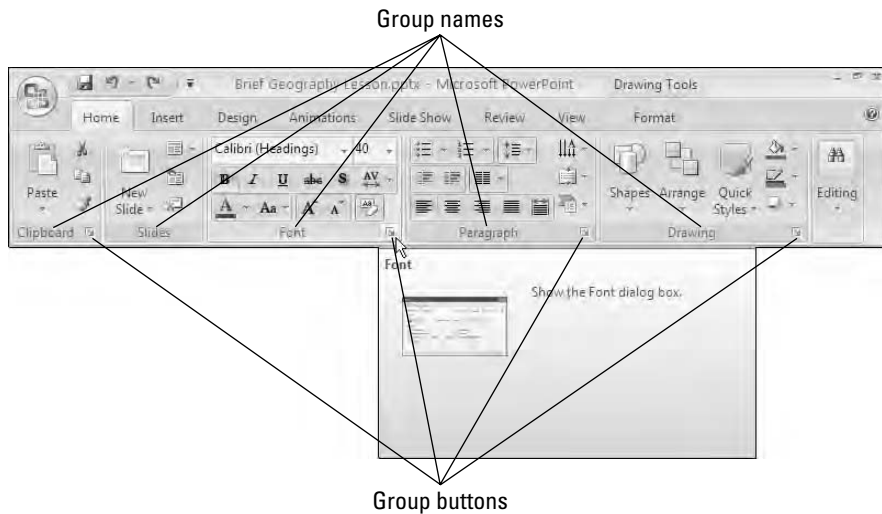 Group names
Brief Geography Lesson.pptx - Microsoft PowerPoint Drawing Tools
Home Insert Design Animations Slide Show Review View Format
Calibri (Headings) 40
B I U abc S AV
Paste New Slide Shapes Arrange Quick Styles Editing
A Aa A A
Clipboard Slides Font Paragraph Drawing
Font
Show the Font dialog box.
Group buttons